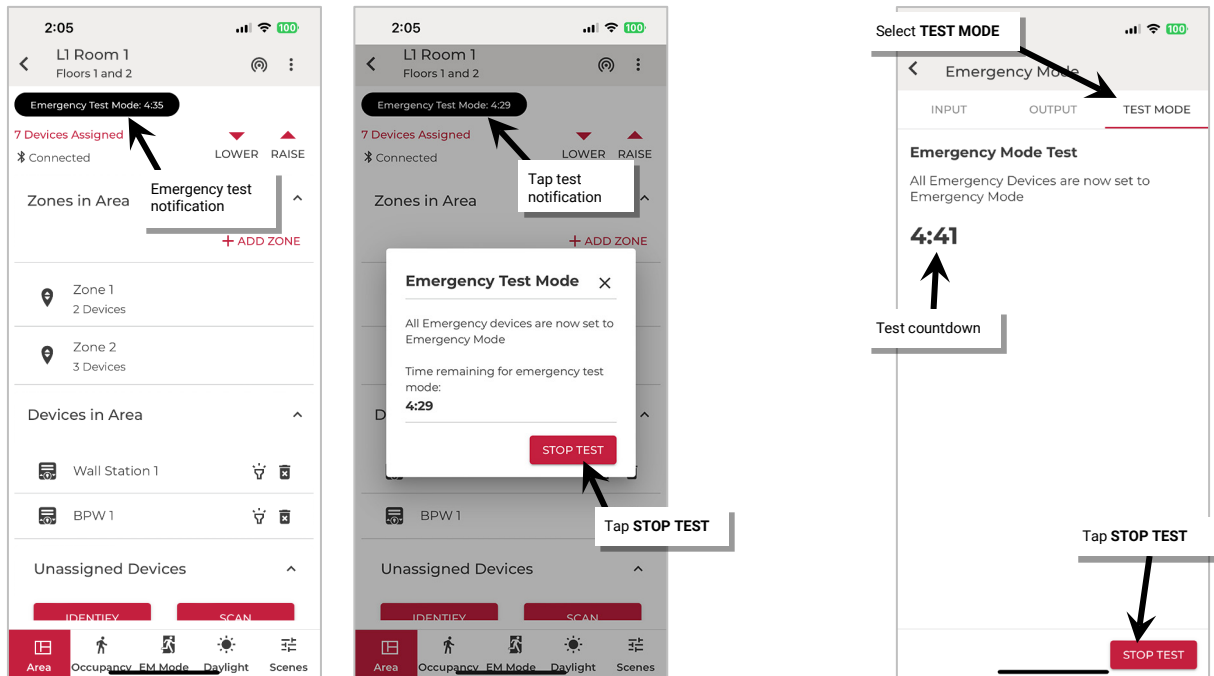 2:05
100
L1 Room 1
Floors 1 and 2
Emergency Test Mode: 4:35
7 Devices Assigned
Connected
LOWER RAISE
Emergency test
notification
Zones in Area
+ ADD ZONE
Zone 1
2 Devices
Zone 2
3 Devices
Devices in Area
Wall Station 1
BPW 1
Unassigned Devices
IDENTIFY SCAN
Area Occupancy EM Mode Daylight Scenes
2:05
100
L1 Room 1
Floors 1 and 2
Emergency Test Mode: 4:29
7 Devices Assigned
Connected
LOWER RAISE
Tap test
notification
Zones in Area
+ ADD ZONE
Emergency Test Mode
All Emergency devices are now set to
Emergency Mode
Time remaining for emergency test
mode:
4:29
STOP TEST
D
Tap STOP TEST
BPW 1
Unassigned Devices
IDENTIFY SCAN
Area Occupancy EM Mode Daylight Scenes
Select TEST MODE
100
Emergency Mode
INPUT OUTPUT TEST MODE
Emergency Mode Test
All Emergency Devices are now set to
Emergency Mode
4:41
Test countdown
Tap STOP TEST
STOP TEST